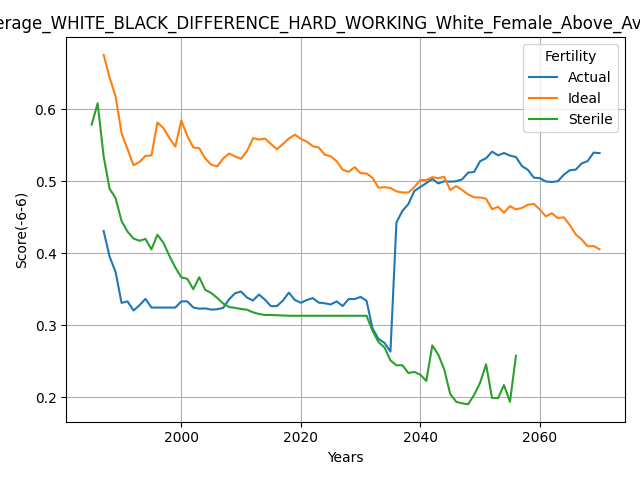 erage_WHITE_BLACK_DIFFERENCE_HARD_WORKING_White_Female_Above_Av
Fertility
Actual
Ideal
Sterile
Score(-6-6)
0.6
0.5
0.4
0.3
0.2
2000 2020 2040 2060
Years